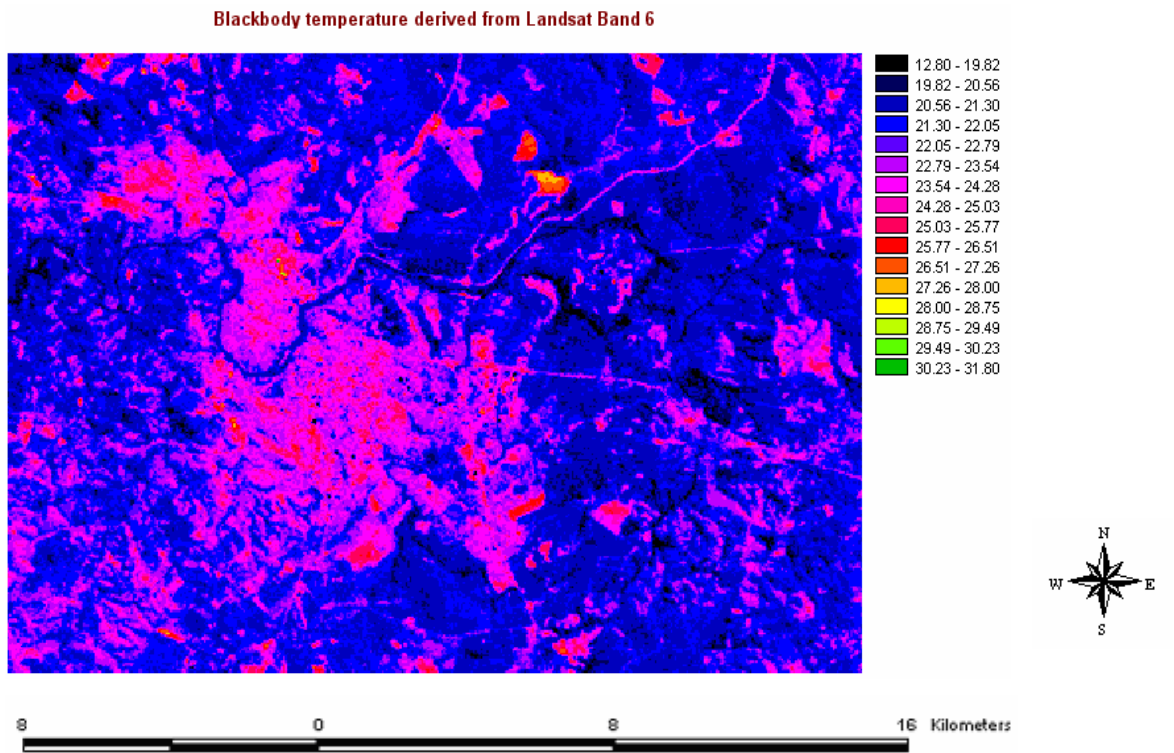 Blackbody temperature derived from Landsat Band 6
12.80 - 19.82
19.82 - 20.56
20.56 - 21.30
21.30 - 22.05
22.05 - 22.79
22.79 - 23.54
23.54 - 24.28
24.28 - 25.03
25.03 - 25.77
25.77 - 26.51
26.51 - 27.26
27.26 - 28.00
28.00 - 28.75
28.75 - 29.49
29.49 - 30.23
30.23 - 31.80
N
W E
S
8 0 8 16 Kilometers